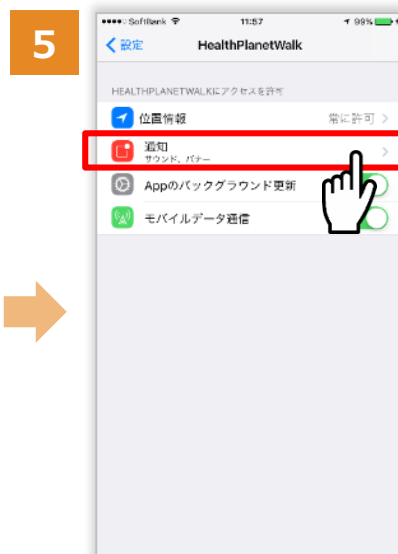 5
SoftBank 11:57 99%
設定 HealthPlanetWalk
HEALTHPLANETWALKにアクセスを許可
位置情報 常に許可
通知
サウンド、バナー
Appのバックグラウンド更新
モバイルデータ通信